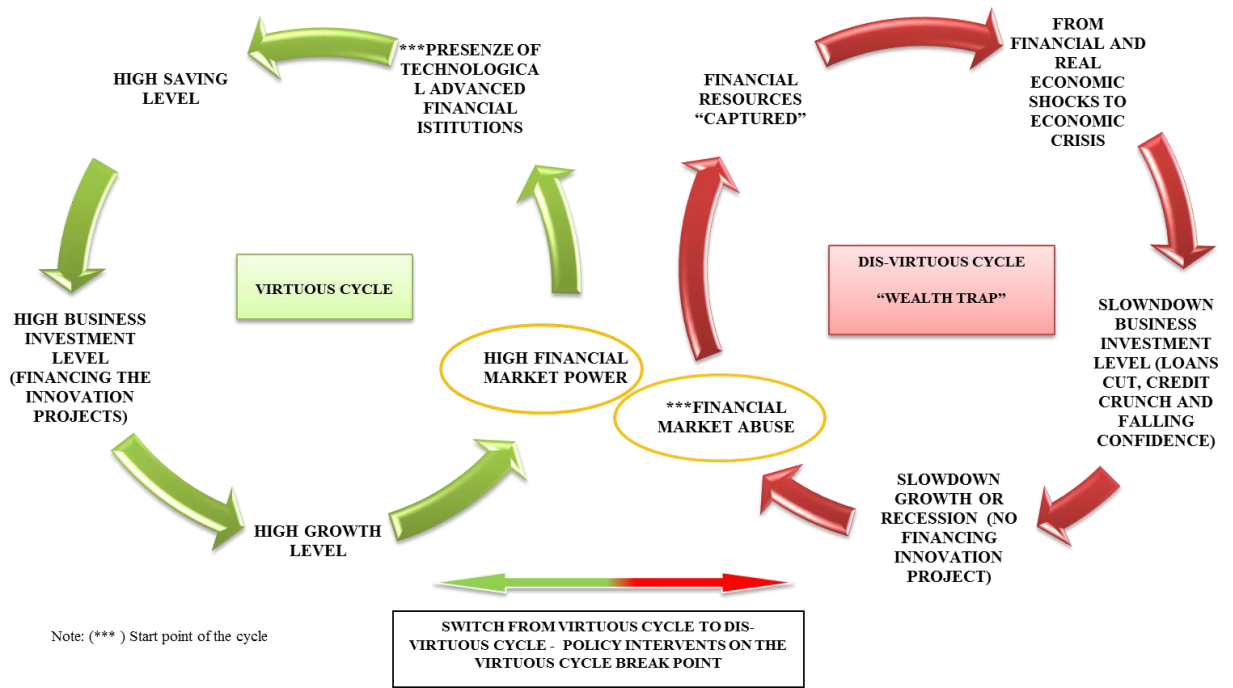 ***PRESENZE OF
TECHNOLOGICA
L ADVANCED
FINANCIAL
ISTITUTIONS
HIGH SAVING
LEVEL
HIGH BUSINESS
INVESTMENT
LEVEL
(FINANCING THE
INNOVATION
PROJECTS)
HIGH GROWTH
LEVEL
HIGH FINANCIAL
MARKET POWER
VIRTUOUS CYCLE
***FINANCIAL
MARKET ABUSE
FINANCIAL
RESOURCES
“CAPTURED”
FROM
FINANCIAL AND
REAL
ECONOMIC
SHOCKS TO
ECONOMIC
CRISIS
SLOWNDOWN
BUSINESS
INVESTMENT
LEVEL (LOANS
CUT, CREDIT
CRUNCH AND
FALLING
CONFIDENCE)
SLOWDOWN
GROWTH OR
RECESSION (NO
FINANCING
INNOVATION
PROJECT)
DIS-VIRTUOUS CYCLE
“WEALTH TRAP”
SWITCH FROM VIRTUOUS CYCLE TO DIS-
VIRTUOUS CYCLE - POLICY INTERVENTS ON THE
VIRTUOUS CYCLE BREAK POINT
Note: (*** ) Start point of the cycle